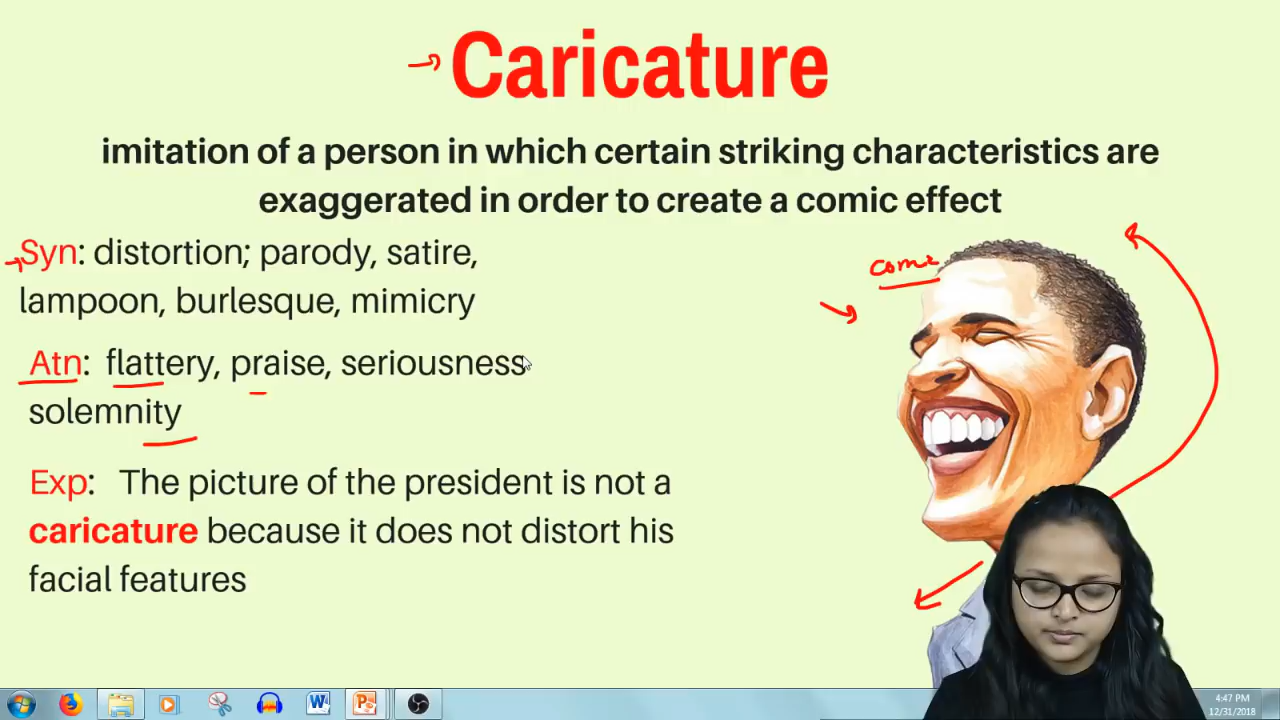 Caricature
imitation of a person in which certain striking characteristics are
exaggerated in order to create a comic effect
Syn: distortion; parody, satire,
lampoon, burlesque, mimicry
comic
Atn: flattery, praise, seriousness
solemnity
Exp: The picture of the president is not a
caricature because it does not distort his
facial features
4:47 PM
12/31/2018